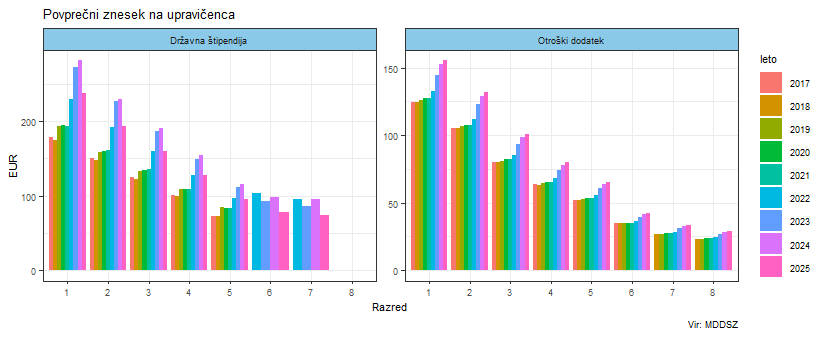 Povprečni znesek na upravičenca
Državna štipendija
Otroški dodatek
EUR
200
100
0
150
100
50
0
1 2 3 4 5 6 7 8
1 2 3 4 5 6 7 8
Razred
leto
2017
2018
2019
2020
2021
2022
2023
2024
2025
Vir: MDDSZ